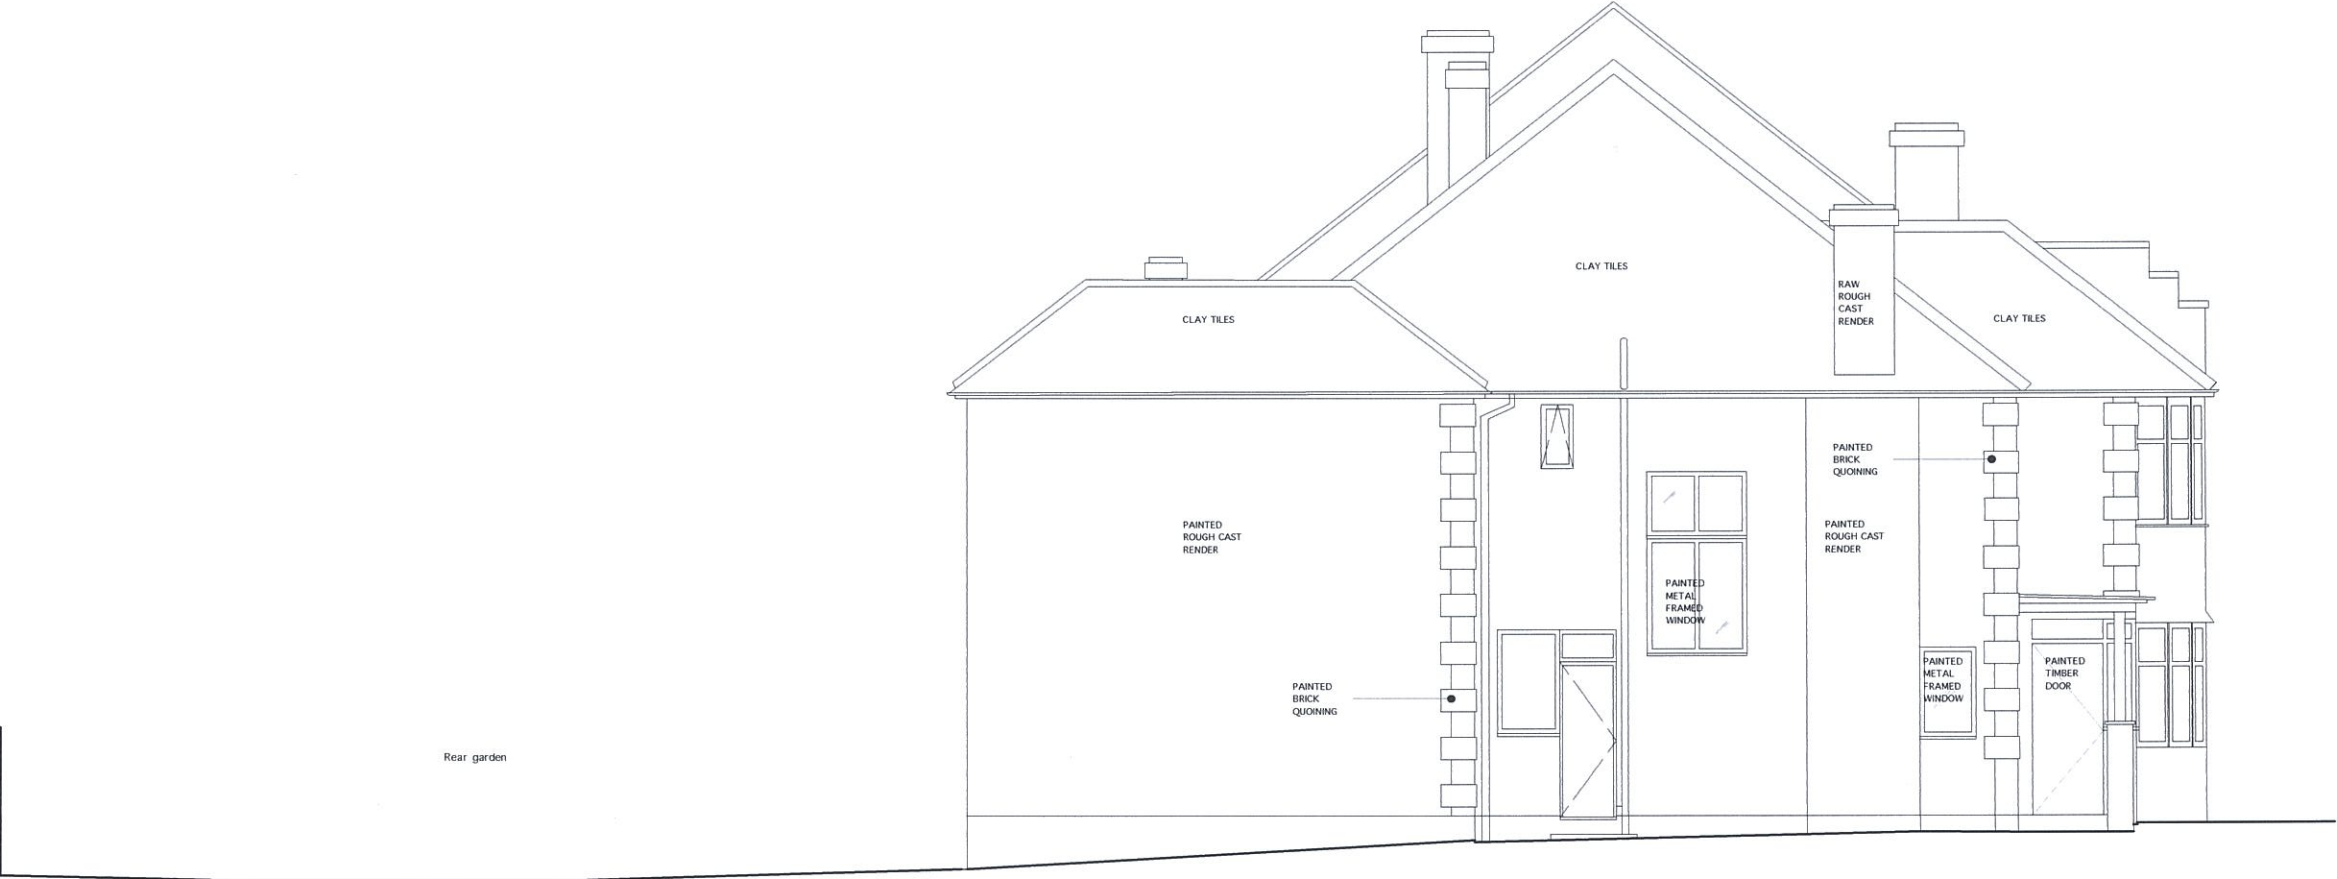 CLAY TILES
RAW
ROUGH
CAST
RENDER
CLAY TILES
CLAY TILES
PAINTED
BRICK
QUOINING
PAINTED
ROUGH CAST
RENDER
PAINTED
ROUGH CAST
RENDER
PAINTED
METAL
FRAMED
WINDOW
PAINTED
BRICK
QUOINING
PAINTED
METAL
FRAMED
WINDOW
PAINTED
TIMBER
DOOR
Rear garden